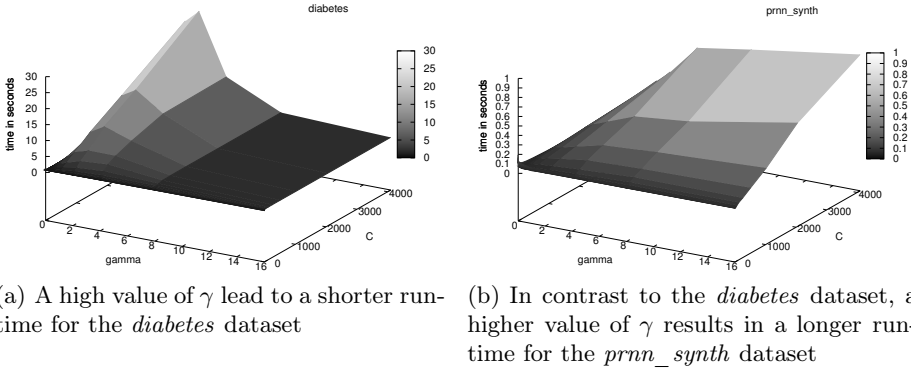 diabetes
time in seconds
30
25
20
15
10
5
0
30
25
20
15
10
5
0
0 2 4 6 8 10 12 14 16
gamma
0 1000 2000 3000 4000
C
(a) A high value of γ lead to a shorter run-
time for the diabetes dataset
prnn_synth
time in seconds
1
0.9
0.8
0.7
0.6
0.5
0.4
0.3
0.2
0.1
0
1
0.9
0.8
0.7
0.6
0.5
0.4
0.3
0.2
0.1
0
0 2 4 6 8 10 12 14 16
gamma
0 1000 2000 3000 4000
C
(b) In contrast to the diabetes dataset, a
higher value of γ results in a longer run-
time for the prnn_synth dataset